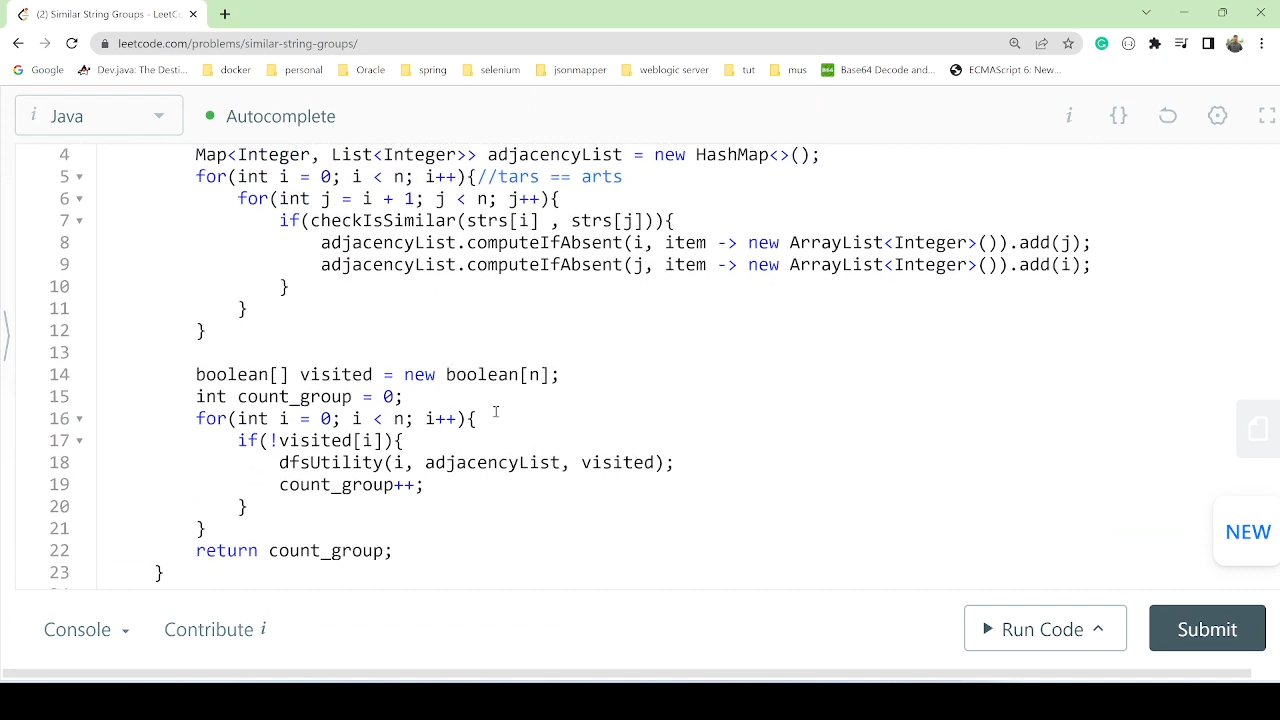 (2) Similar String Groups - LeetCo
leetcode.com/problems/similar-string-groups/
Google Dev.java: The Desti... docker personal Oracle spring selenium jsonmapper weblogic server tut mus B64 Base64 Decode and... ECMAScript 6: New...
i Java Autocomplete i {}
4 Map<Integer, List<Integer>> adjacencyList = new HashMap<>();
5 for(int i = 0; i < n; i++){//tars == arts
6 for(int j = i + 1; j < n; j++){
7 if(checkIsSimilar(strs[i] , strs[j])){
8 adjacencyList.computeIfAbsent(i, item -> new ArrayList<Integer>()).add(j);
9 adjacencyList.computeIfAbsent(j, item -> new ArrayList<Integer>()).add(i);
10 }
11 }
12 }
13
14 boolean[] visited = new boolean[n];
15 int count_group = 0;
16 for(int i = 0; i < n; i++){
17 if(!visited[i]){
18 dfsUtility(i, adjacencyList, visited);
19 count_group++;
20 }
21 }
22 return count_group;
23 }
NEW
Console Contribute i Run Code Submit